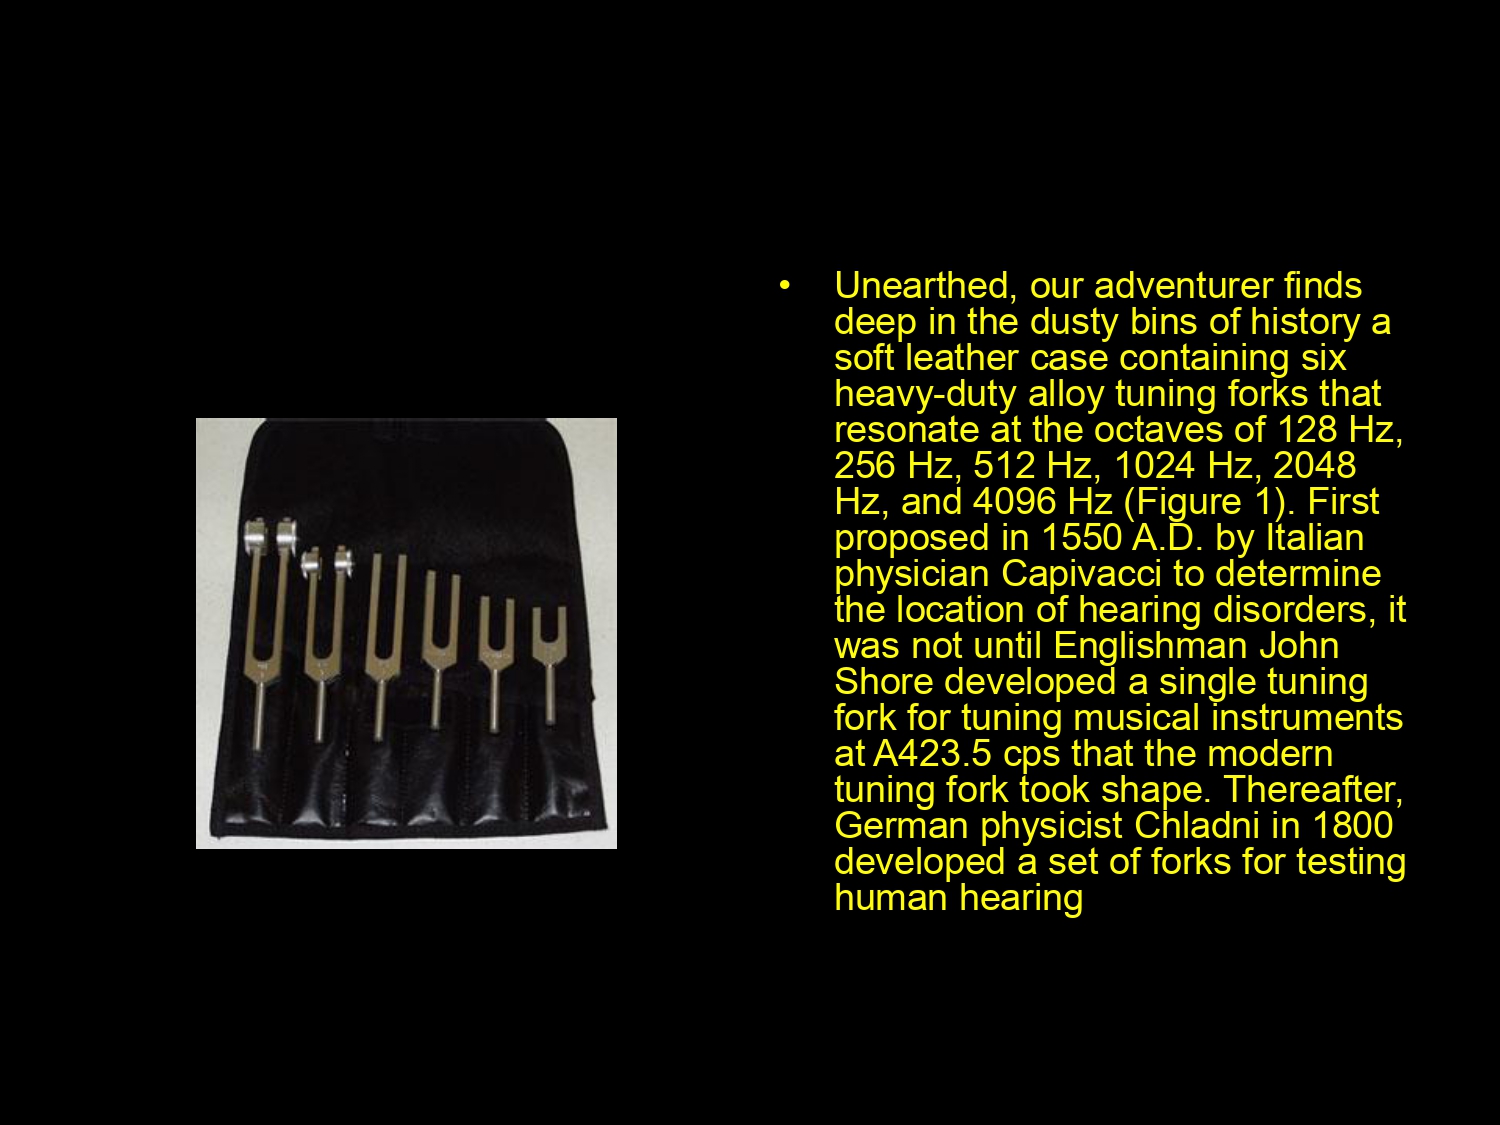 • Unearthed, our adventurer finds
deep in the dusty bins of history a
soft leather case containing six
heavy-duty alloy tuning forks that
resonate at the octaves of 128 Hz,
256 Hz, 512 Hz, 1024 Hz, 2048
Hz, and 4096 Hz (Figure 1). First
proposed in 1550 A.D. by Italian
physician Capivacci to determine
the location of hearing disorders, it
was not until Englishman John
Shore developed a single tuning
fork for tuning musical instruments
at A423.5 cps that the modern
tuning fork took shape. Thereafter,
German physicist Chladni in 1800
developed a set of forks for testing
human hearing